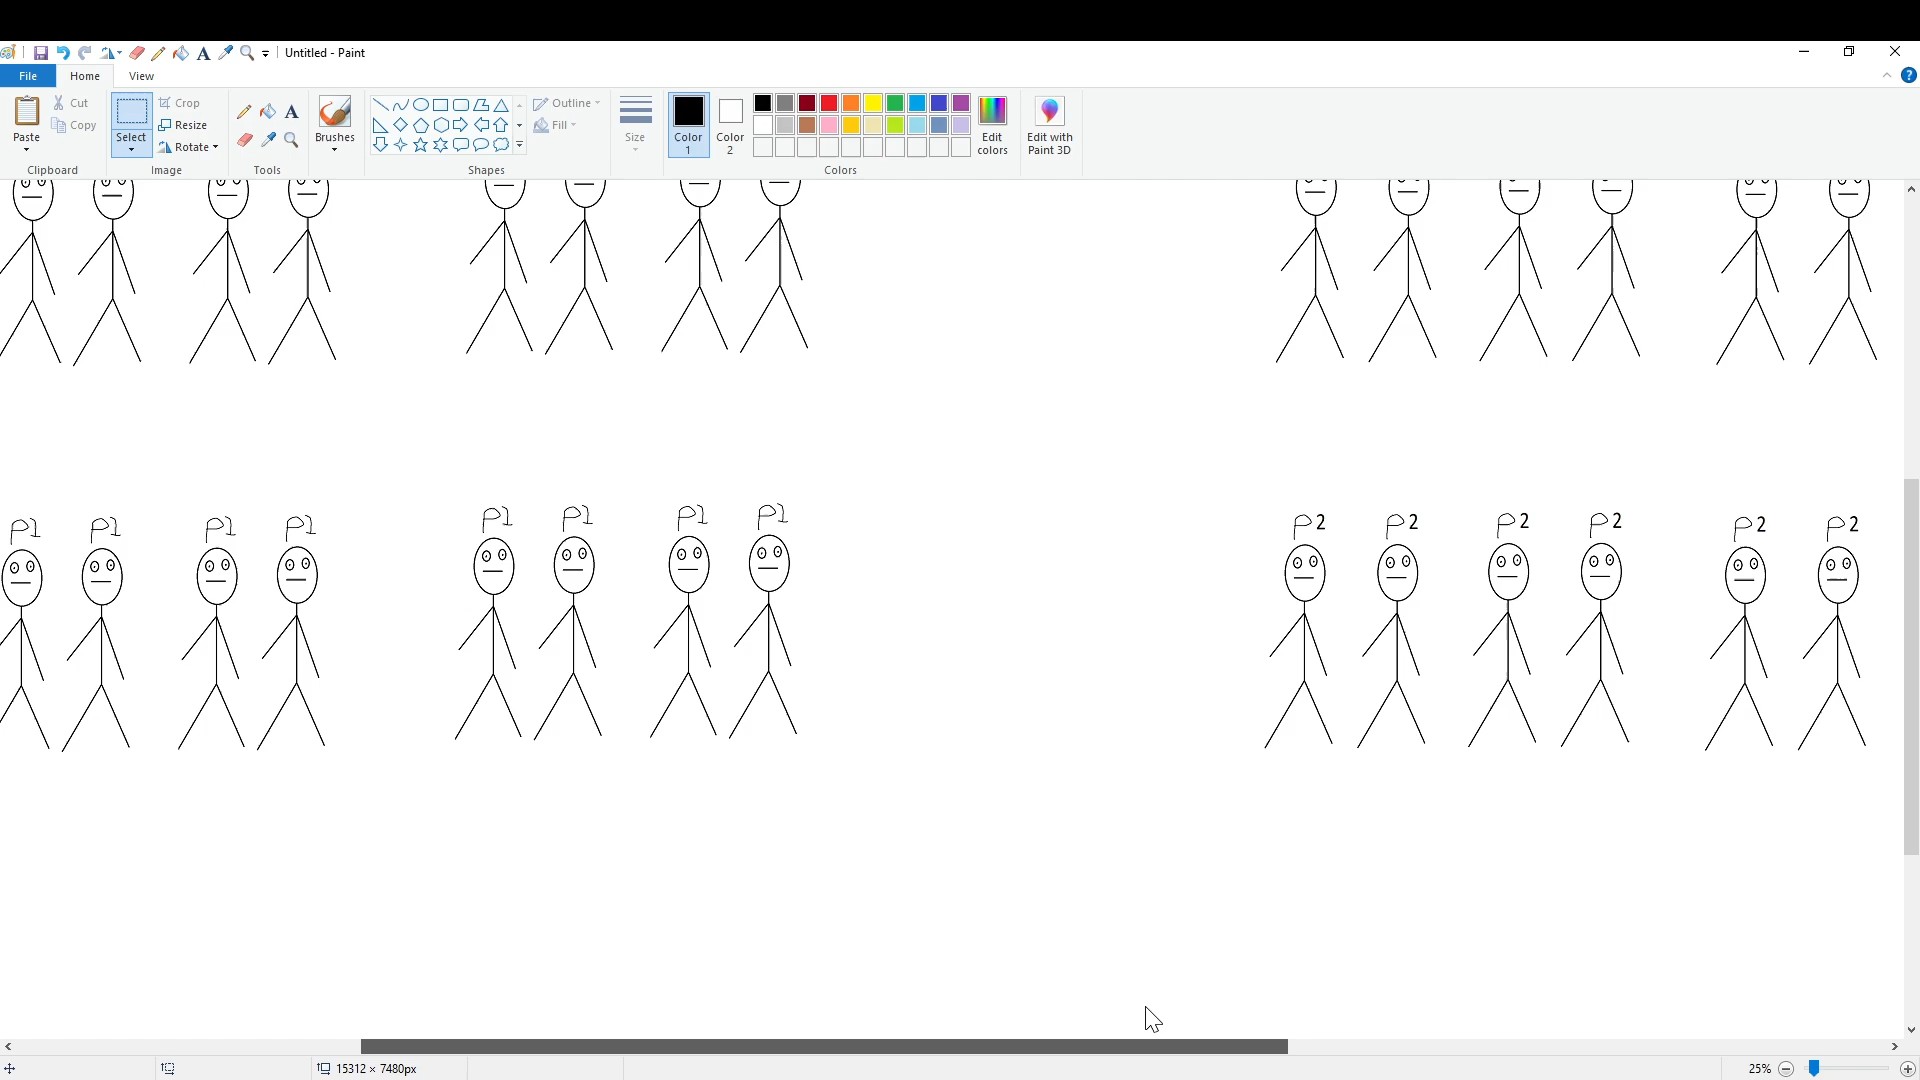 Untitled - Paint
File Home View
Paste
Cut
Copy
Clipboard
Select
Crop
Resize
Rotate
Image
A
Tools
Brushes
Shapes
Outline
Fill
Size
Color 1
Color 2
Edit colors
Colors
Edit with Paint 3D
P1 P1 P1 P1 P1 P1 P1 P1 P2 P2 P2 P2 P2 P2
15312 × 7480px
25%